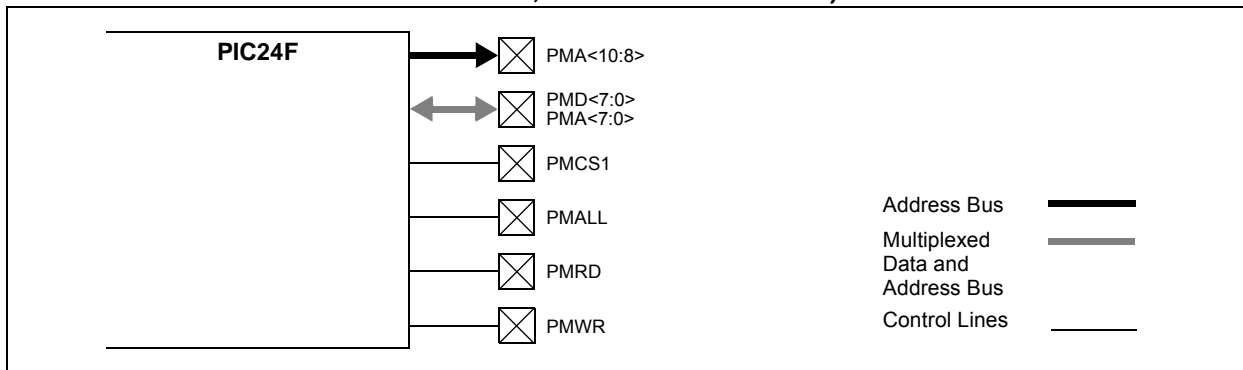 PIC24F
PMA<10:8>
PMD<7:0>
PMA<7:0>
PMCS1
PMALL
PMRD
PMWR
Address Bus
Multiplexed
Data and
Address Bus
Control Lines